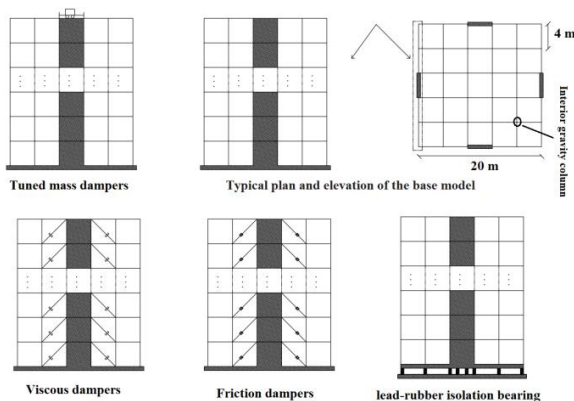 4 m
Interior gravity column
20 m
Tuned mass dampers
Typical plan and elevation of the base model
Viscous dampers
Friction dampers
lead-rubber isolation bearing